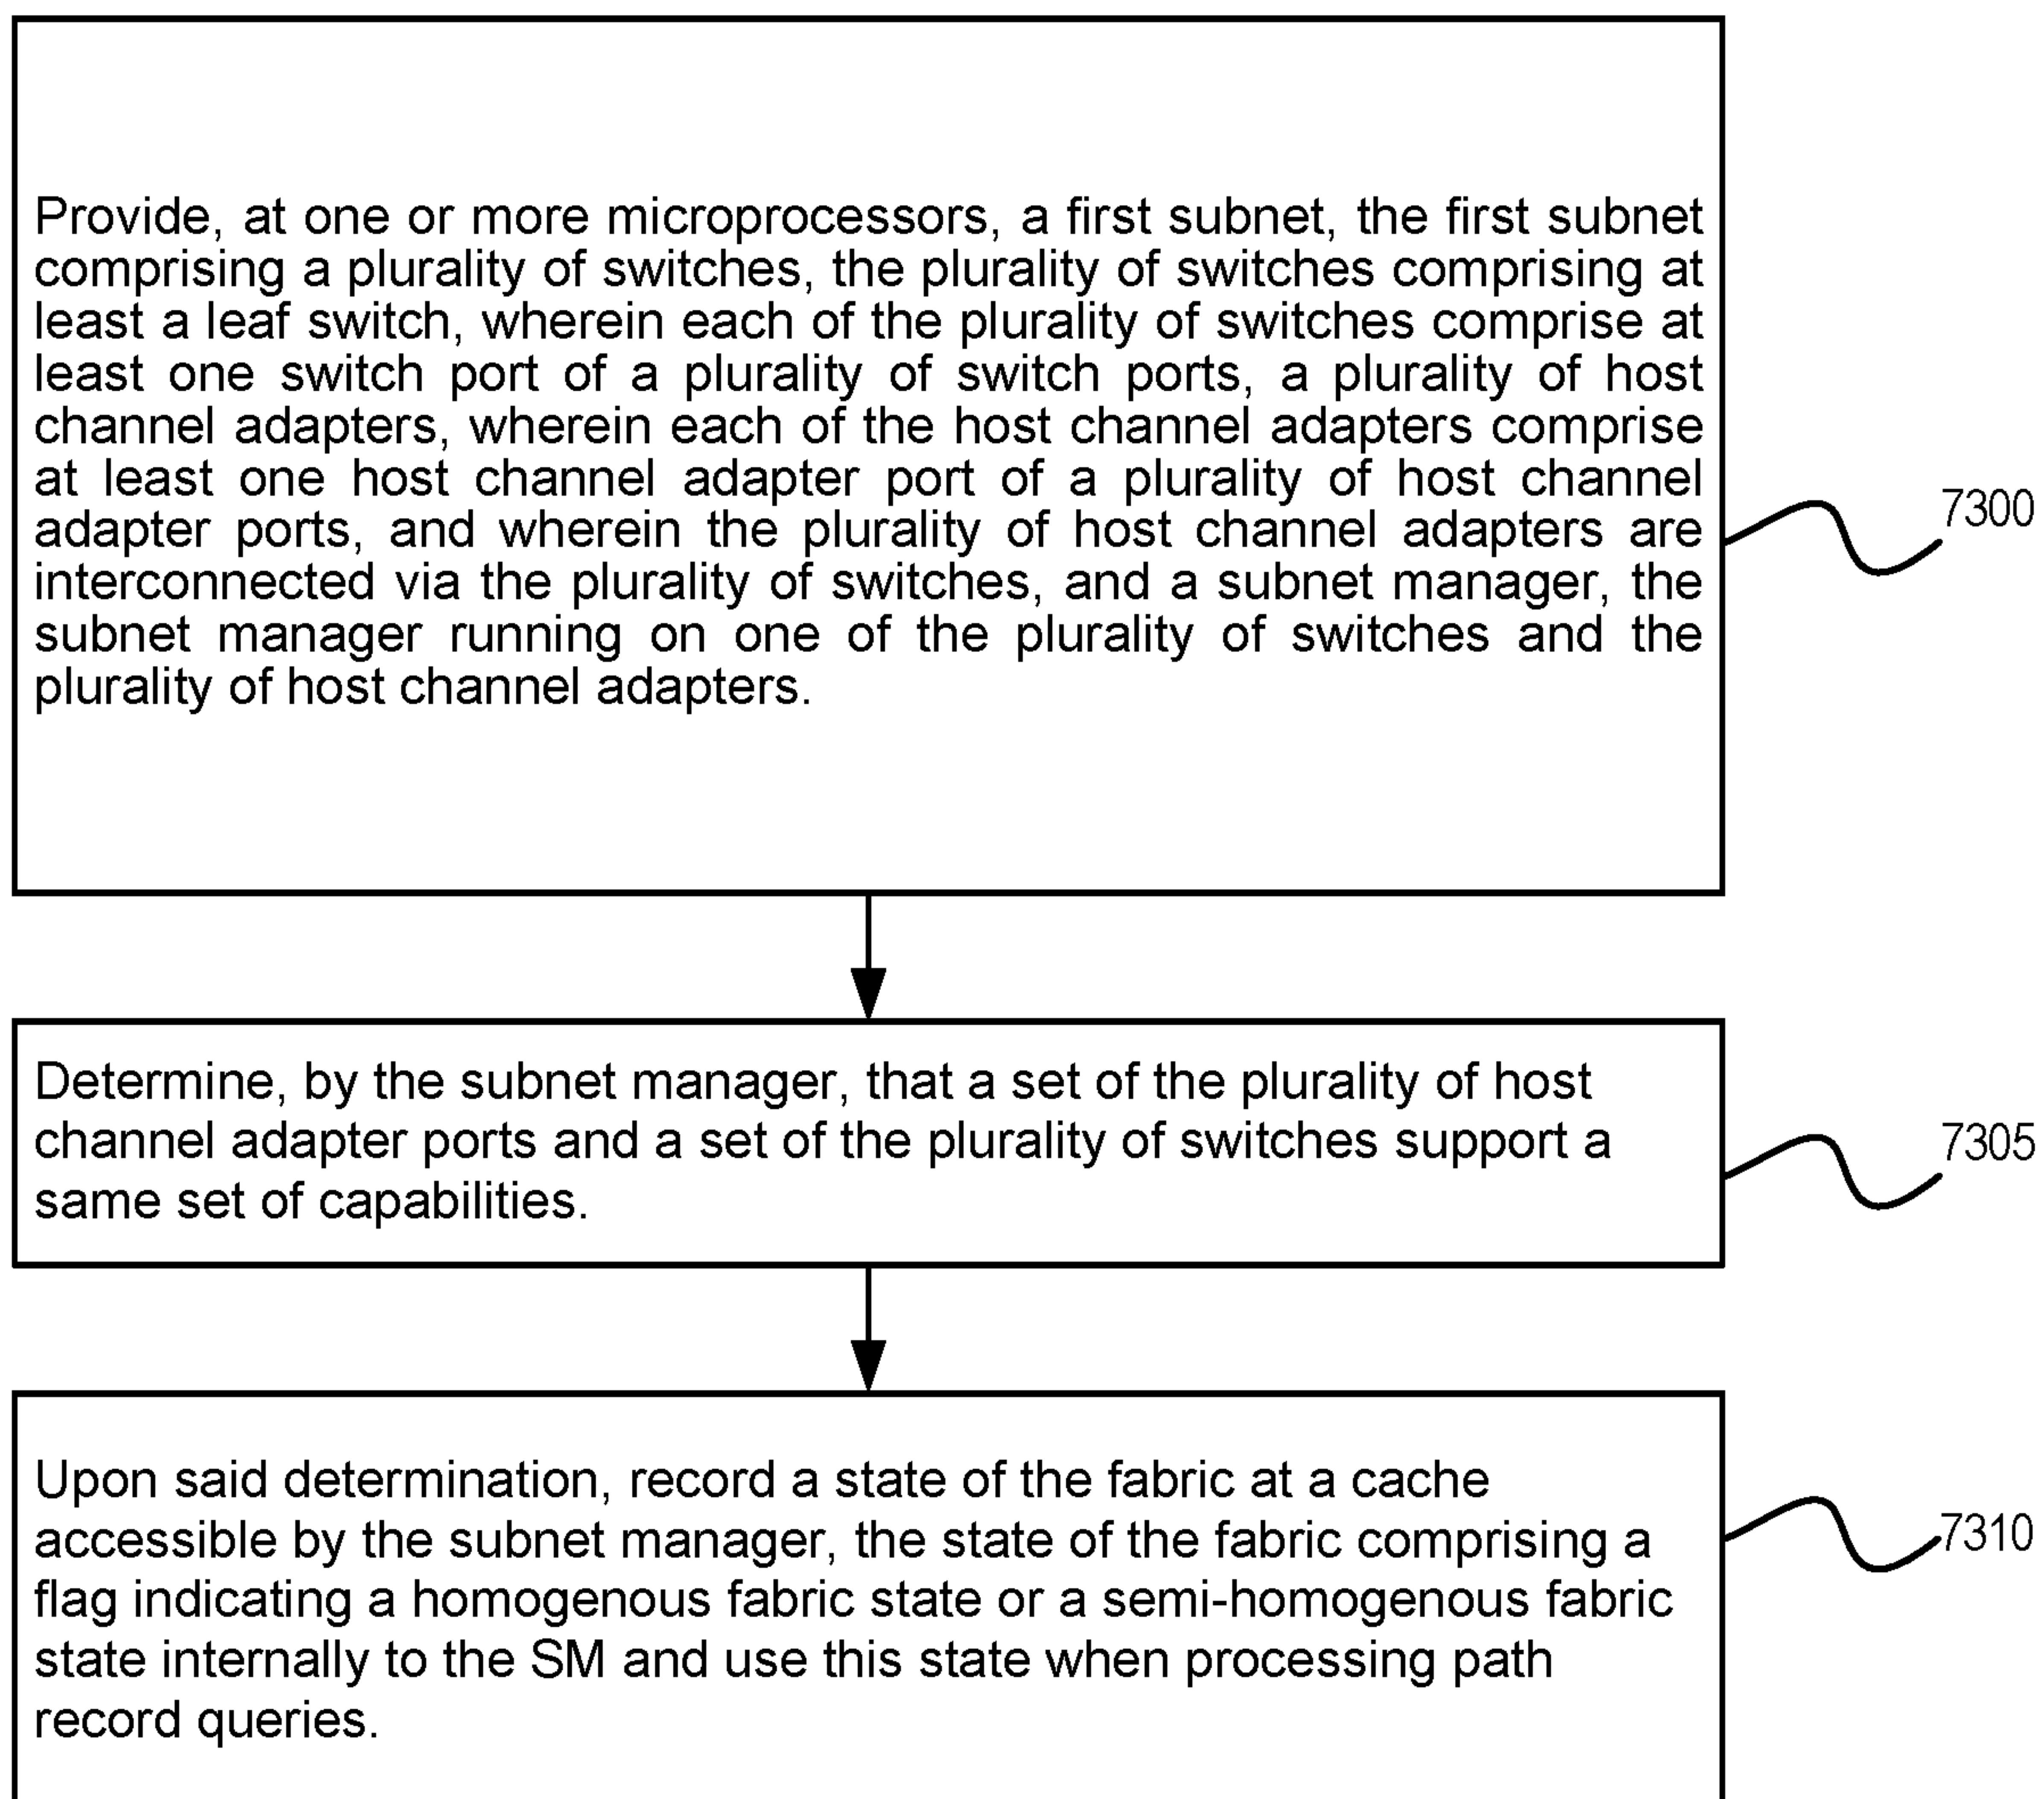 Provide, at one or more microprocessors, a first subnet, the first subnet
comprising a plurality of switches, the plurality of switches comprising at
least a leaf switch, wherein each of the plurality of switches comprise at
least one switch port of a plurality of switch ports, a plurality of host
channel adapters, wherein each of the host channel adapters comprise
at least one host channel adapter port of a plurality of host channel
adapter ports, and wherein the plurality of host channel adapters are
interconnected via the plurality of switches, and a subnet manager, the
subnet manager running on one of the plurality of switches and the
plurality of host channel adapters.
7300
Determine, by the subnet manager, that a set of the plurality of host
channel adapter ports and a set of the plurality of switches support a
same set of capabilities.
7305
Upon said determination, record a state of the fabric at a cache
accessible by the subnet manager, the state of the fabric comprising a
flag indicating a homogenous fabric state or a semi-homogenous fabric
state internally to the SM and use this state when processing path
record queries.
7310